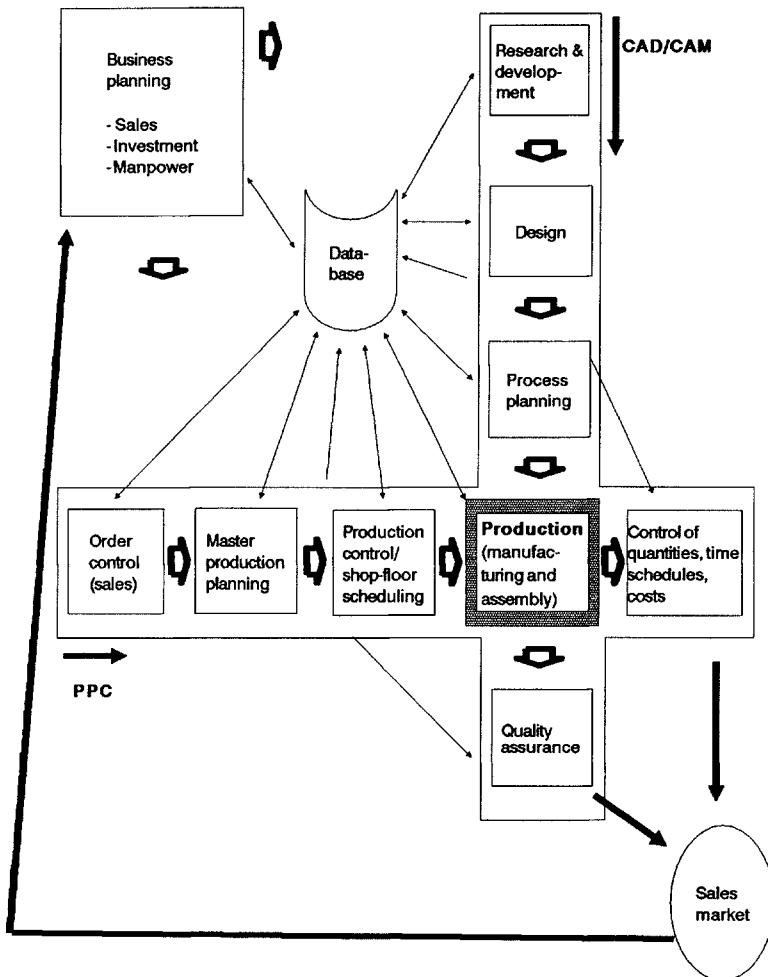 Business
planning
- Sales
- Investment
- Manpower
Research &
develop-
ment
CAD/CAM
Data-
base
Design
Process
planning
Order
control
(sales)
Master
production
planning
Production
control/
shop-floor
scheduling
Production
(manufac-
turing and
assembly)
Control of
quantities, time
schedules,
costs
PPC
Quality
assurance
Sales
market